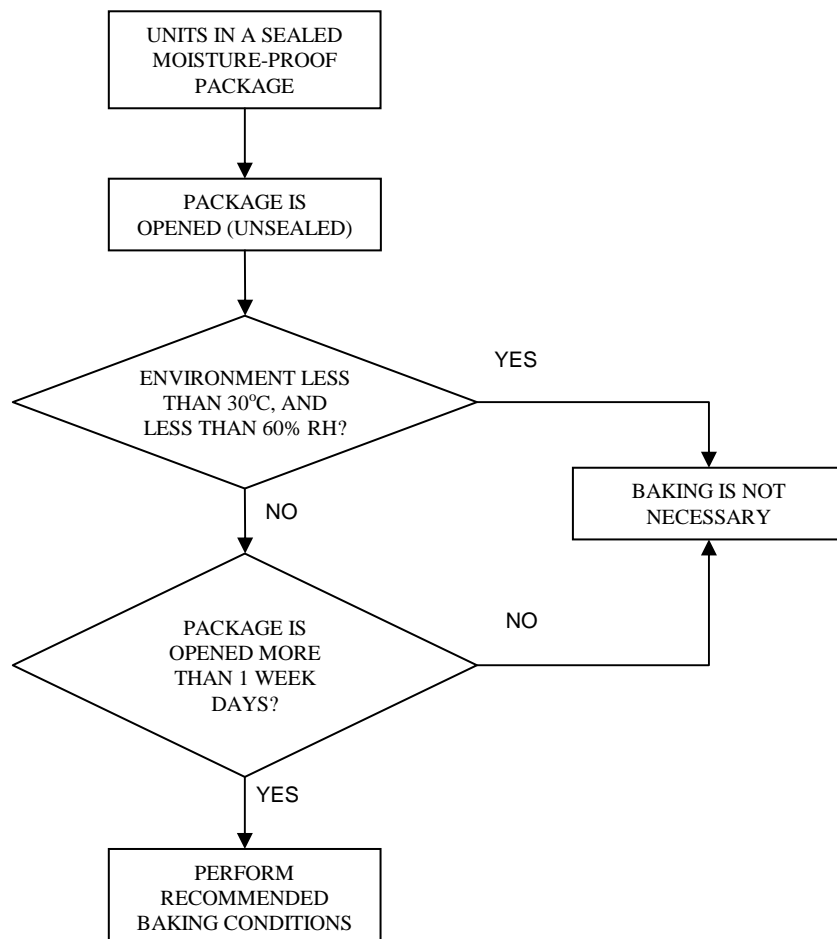 UNITS IN A SEALED
MOISTURE-PROOF
PACKAGE
PACKAGE IS
OPENED (UNSEALED)
ENVIRONMENT LESS
THAN 30°C, AND
LESS THAN 60% RH?
YES
BAKING IS NOT
NECESSARY
NO
PACKAGE IS
OPENED MORE
THAN 1 WEEK
DAYS?
NO
YES
PERFORM
RECOMMENDED
BAKING CONDITIONS